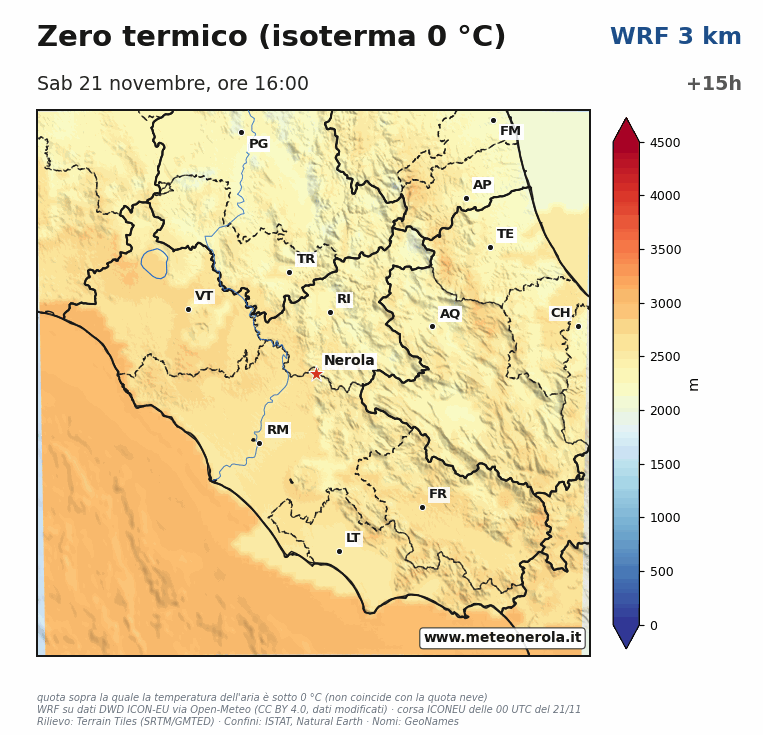 Zero termico (isoterma 0 °C)
WRF 3 km
Sab 21 novembre, ore 16:00
+15h
FM
PG
AP
TE
TR
VT
RI
AQ
CH
Nerola
RM
FR
LT
4500
4000
3500
3000
2500
2000
1500
1000
500
0
m
www.meteonerola.it
quota sopra la quale la temperatura dell'aria è sotto 0 °C (non coincide con la quota neve)
WRF su dati DWD ICON-EU via Open-Meteo (CC BY 4.0, dati modificati) · corsa ICONEU delle 00 UTC del 21/11
Rilievo: Terrain Tiles (SRTM/GMTED) · Confini: ISTAT, Natural Earth · Nomi: GeoNames